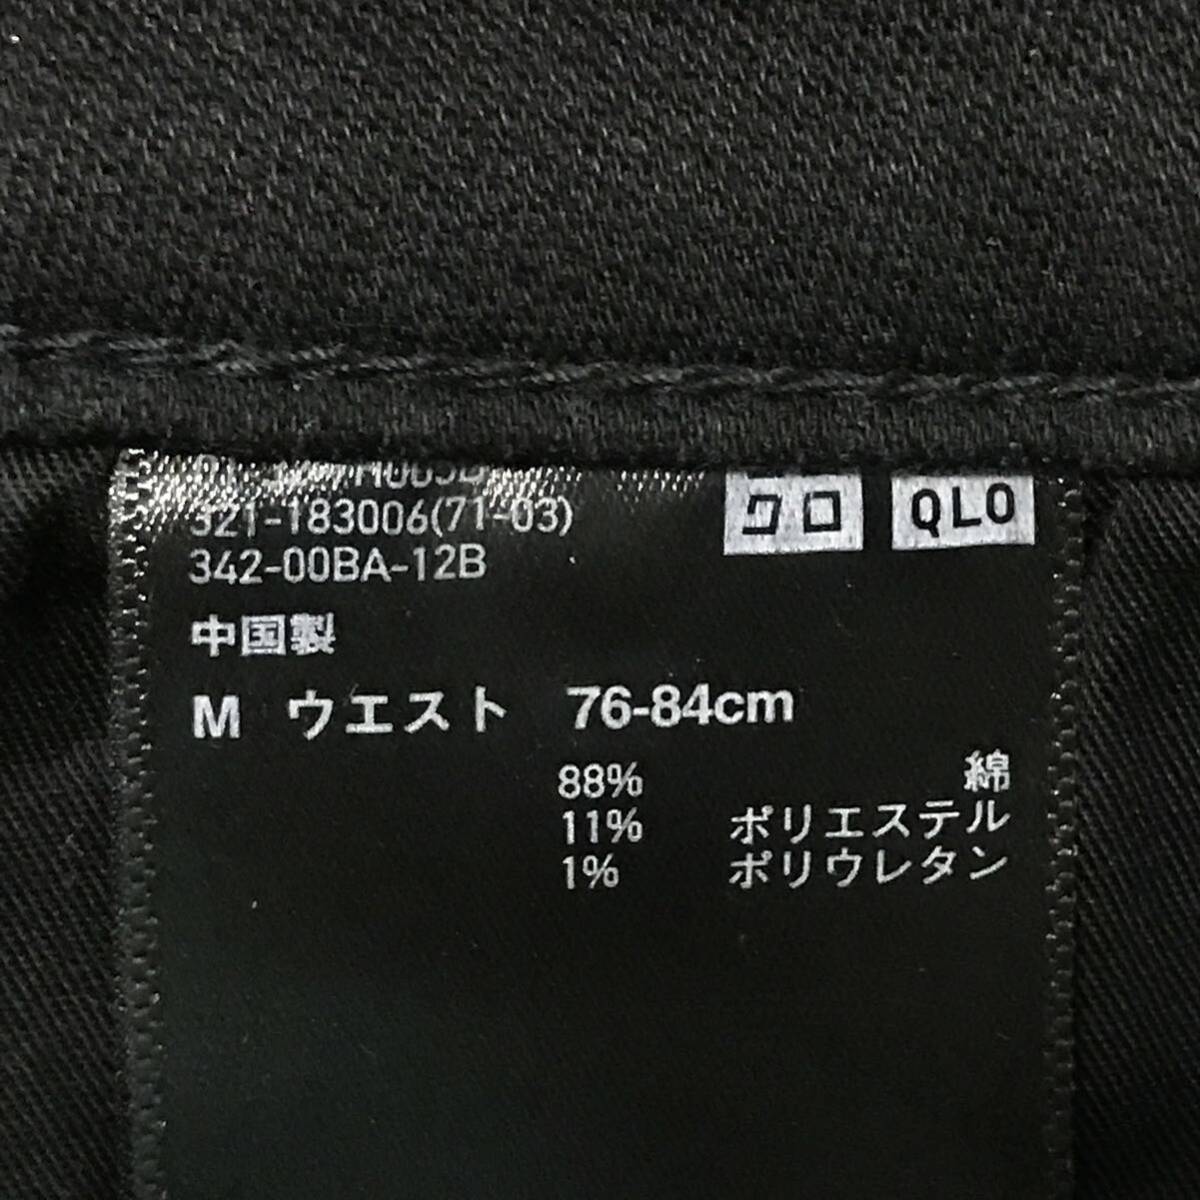 321-183006(71-03)
342-00BA-12B
クロ QLO
中国製
M ウエスト 76-84cm
88% 綿
11% ポリエステル
1% ポリウレタン